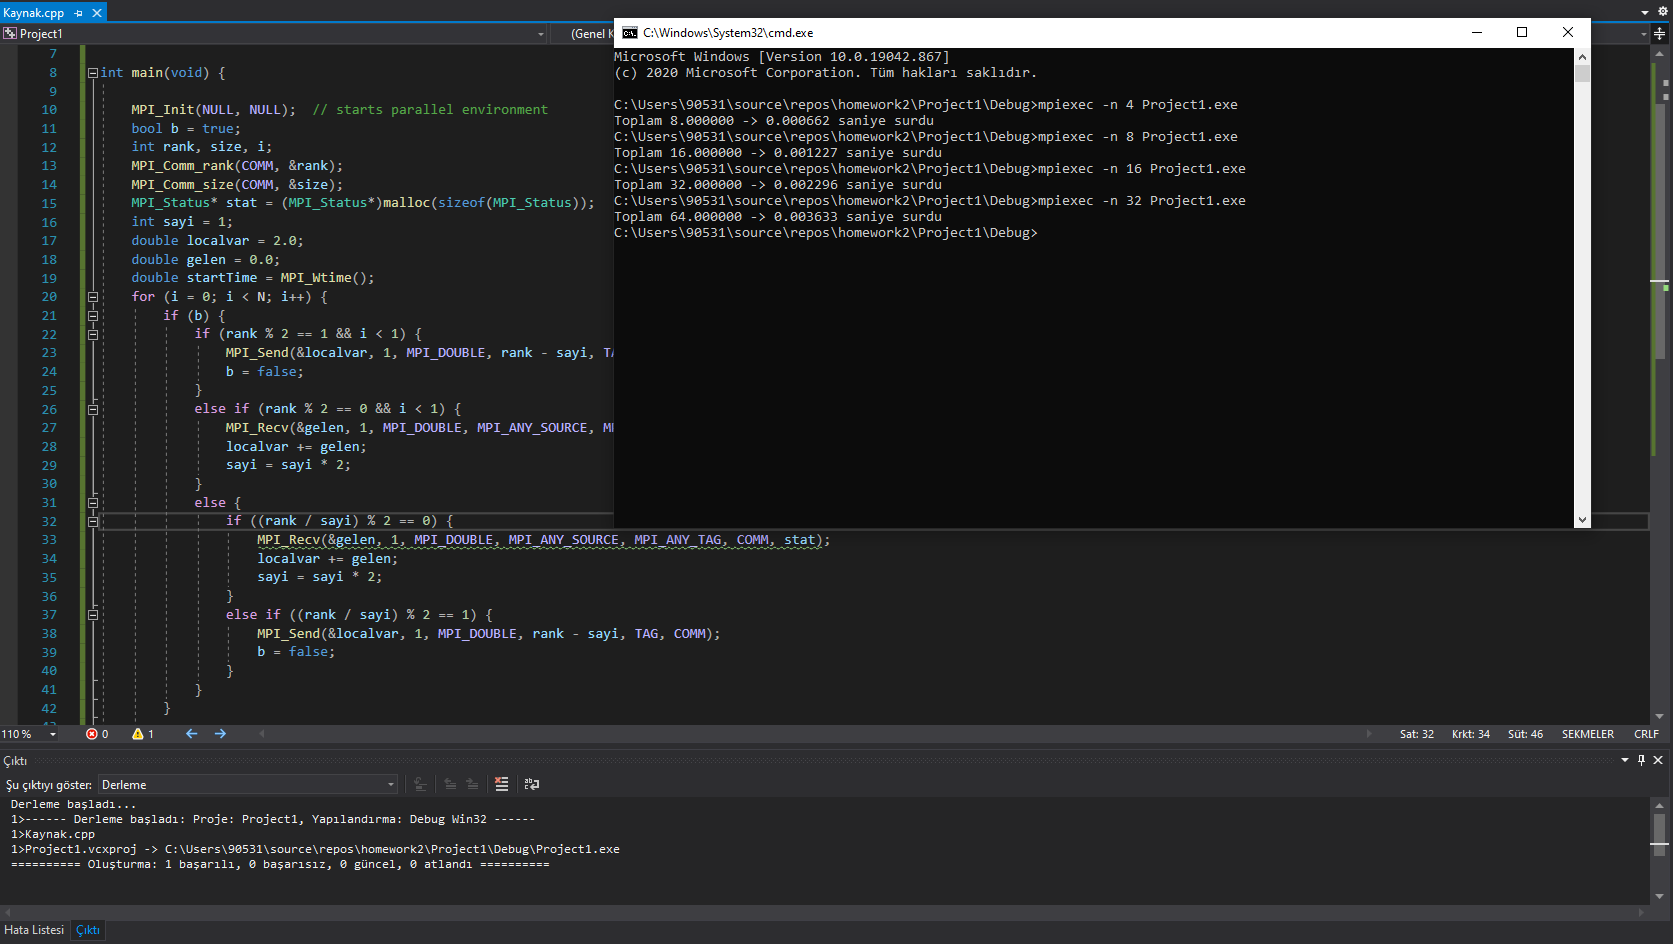 Kaynak.cpp
Project1
(Genel K
7
8 int main(void) {
9
10 MPI_Init(NULL, NULL);  // starts parallel environment
11 bool b = true;
12 int rank, size, i;
13 MPI_Comm_rank(COMM, &rank);
14 MPI_Comm_size(COMM, &size);
15 MPI_Status* stat = (MPI_Status*)malloc(sizeof(MPI_Status));
16 int sayi = 1;
17 double localvar = 2.0;
18 double gelen = 0.0;
19 double startTime = MPI_Wtime();
20 for (i = 0; i < N; i++) {
21 if (b) {
22 if (rank % 2 == 1 && i < 1) {
23 MPI_Send(&localvar, 1, MPI_DOUBLE, rank - sayi, TA
24 b = false;
25 }
26 else if (rank % 2 == 0 && i < 1) {
27 MPI_Recv(&gelen, 1, MPI_DOUBLE, MPI_ANY_SOURCE, M
28 localvar += gelen;
29 sayi = sayi * 2;
30 }
31 else {
32 if ((rank / sayi) % 2 == 0) {
33 MPI_Recv(&gelen, 1, MPI_DOUBLE, MPI_ANY_SOURCE, MPI_ANY_TAG, COMM, stat);
34 localvar += gelen;
35 sayi = sayi * 2;
36 }
37 else if ((rank / sayi) % 2 == 1) {
38 MPI_Send(&localvar, 1, MPI_DOUBLE, rank - sayi, TAG, COMM);
39 b = false;
40 }
41 }
42 }
C:\Windows\System32\cmd.exe
Microsoft Windows [Version 10.0.19042.867]
(c) 2020 Microsoft Corporation. Tüm hakları saklıdır.
C:\Users\90531\source\repos\homework2\Project1\Debug>mpiexec -n 4 Project1.exe
Toplam 8.000000 -> 0.000662 saniye surdu
C:\Users\90531\source\repos\homework2\Project1\Debug>mpiexec -n 8 Project1.exe
Toplam 16.000000 -> 0.001227 saniye surdu
C:\Users\90531\source\repos\homework2\Project1\Debug>mpiexec -n 16 Project1.exe
Toplam 32.000000 -> 0.002296 saniye surdu
C:\Users\90531\source\repos\homework2\Project1\Debug>mpiexec -n 32 Project1.exe
Toplam 64.000000 -> 0.003633 saniye surdu
C:\Users\90531\source\repos\homework2\Project1\Debug>
110 % 0 1 Sat: 32 Krkt: 34 Süt: 46 SEKMELER CRLF
Çıktı
Şu çıktıyı göster: Derleme
Derleme başladı...
1>------ Derleme başladı: Proje: Project1, Yapılandırma: Debug Win32 ------
1>Kaynak.cpp
1>Project1.vcxproj -> C:\Users\90531\source\repos\homework2\Project1\Debug\Project1.exe
========== Oluşturma: 1 başarılı, 0 başarısız, 0 güncel, 0 atlandı ==========
Hata Listesi Çıktı